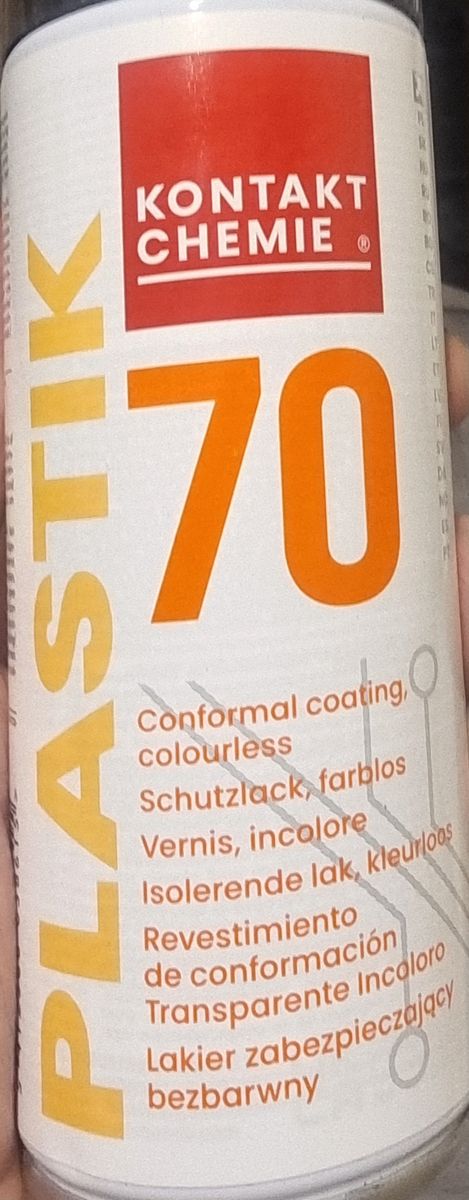 KONTAKT
CHEMIE ®
PLASTIK
70
Conformal coating,
colourless
Schutzlack, farblos
Vernis, incolore
Isolerende lak, kleurloos
Revestimiento
de conformación
Transparente Incoloro
Lakier zabezpieczający
bezbarwny